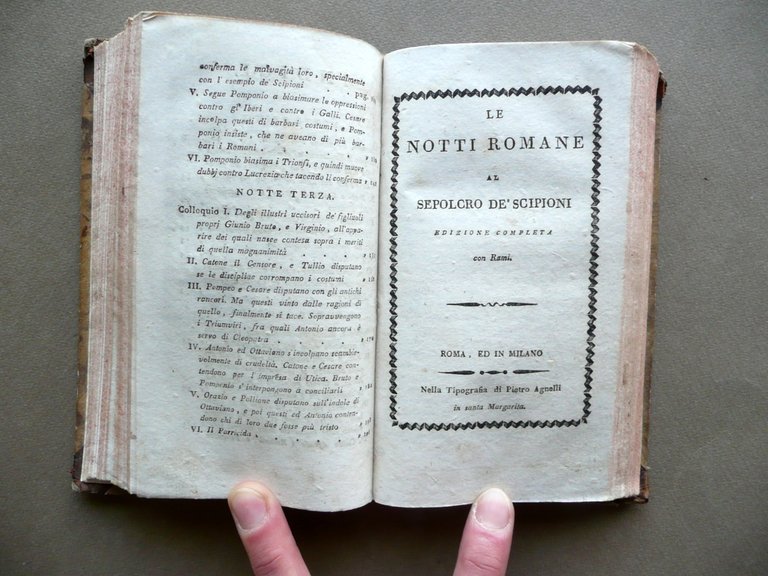 conferma le malvagità loro, specialmente
con l'esempio de' Scipioni . . pag.
V. Segue Pomponio a biasimare le oppressioni
contro gl' Iberi e contro i Galli. Cesare
incolpa questi di barbari costumi, e Pom-
ponio insiste, che ne aveano di più bar-
bari i Romani. . . . . . .
VI. Pomponio biasima i Trionfi, e quindi muove
dubbj contro Lucrezia che tacendo li conferma
NOTTE TERZA.
Colloquio I. Degli illustri uccisori de' figliuoli
proprj Giunio Bruto, e Virginio, all'appa-
rire dei quali nasce contesa sopra i meriti
di quella magnanimità . . . .
II. Catone il Censore, e Tullio disputano
se le discipline corrompano i costumi
III. Pompeo e Cesare disputano con gli antichi
rancori. Ma questi vinto dalle ragioni di
quello, finalmente si tace. Sopravvengono
i Triumviri, fra quali Antonio ancora è
servo di Cleopatra . . . . .
IV. Antonio ed Ottaviano s'incolpano scambie-
volmente di crudeltà. Catone e Cesare con-
tendono per l'impresa di Utica. Bruto e
Pomponio s'interpongono a conciliarli
V. Orazio e Pollione disputano sull'indole di
Ottaviano, e poi questi ed Antonio conten-
dono chi di loro due fosse più tristo
VI. Il Parricida . . . . . .
LE
NOTTI ROMANE
AL
SEPOLCRO DE' SCIPIONI
EDIZIONE COMPLETA
con Rami.
ROMA, ED IN MILANO
Nella Tipografia di Pietro Agnelli
in santa Margarita.